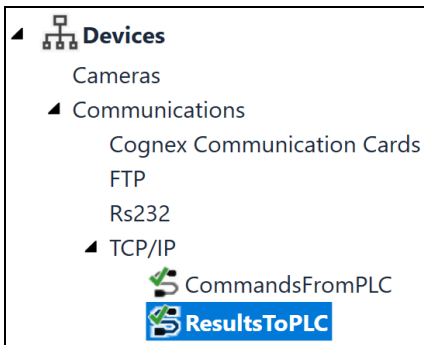 Devices
Cameras
Communications
Cognex Communication Cards
FTP
Rs232
TCP/IP
CommandsFromPLC
ResultsToPLC